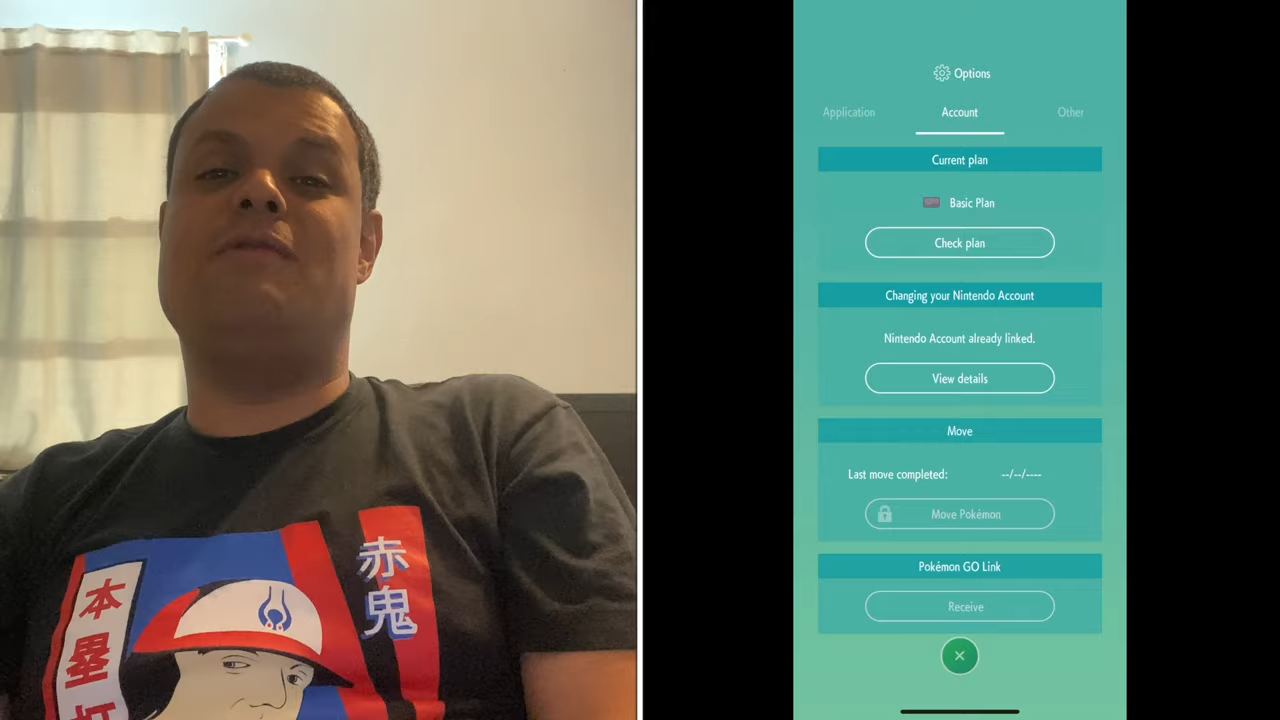 赤鬼
本塁打
Options
Application Account Other
Current plan
Basic Plan
Check plan
Changing your Nintendo Account
Nintendo Account already linked.
View details
Move
Last move completed: --/--/----
Move Pokémon
Pokémon GO Link
Receive